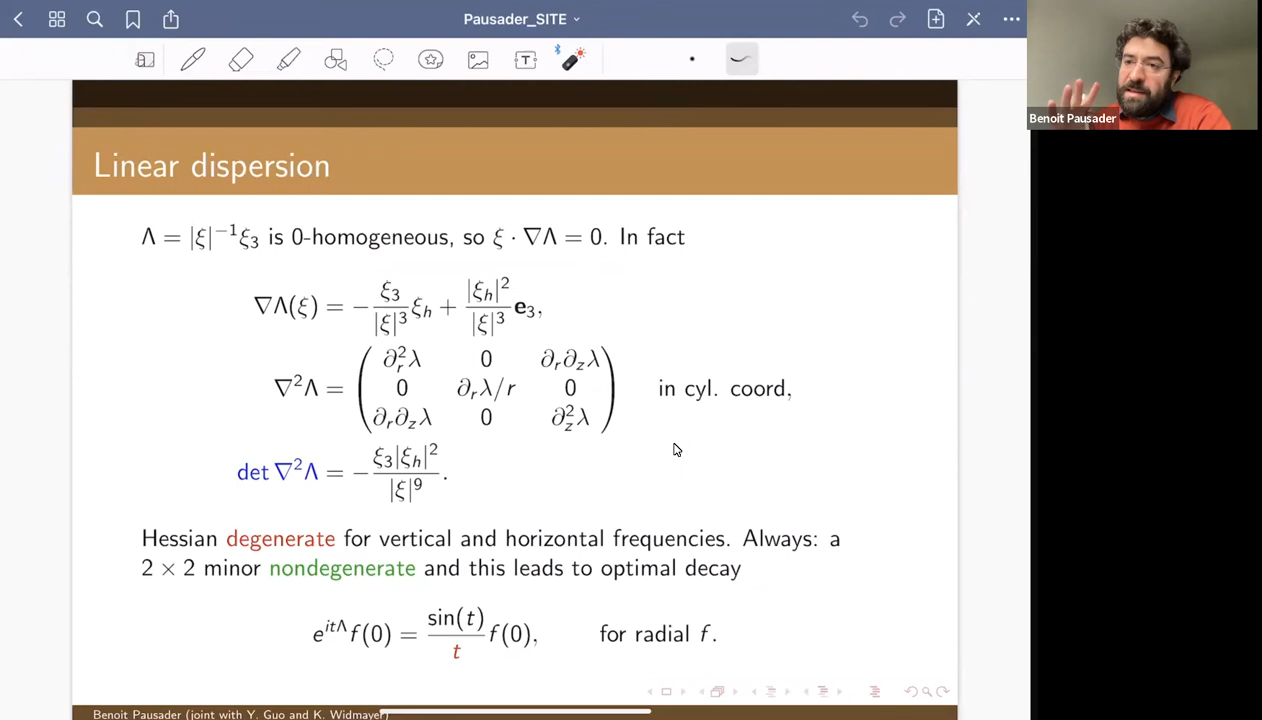 Pausader_SITE
Benoit Pausader
Linear dispersion
Λ = |ξ|⁻¹ξ₃ is 0-homogeneous, so ξ · ∇Λ = 0. In fact
∇Λ(ξ) = − ξ₃/|ξ|³ ξₕ + |ξₕ|²/|ξ|³ e₃,
∇²Λ = ( ∂ᵣ²λ 0 ∂ᵣ∂_zλ
0 ∂ᵣλ/r 0
∂ᵣ∂_zλ 0 ∂_z²λ ) in cyl. coord,
det ∇²Λ = − ξ₃|ξₕ|²/|ξ|⁹.
Hessian degenerate for vertical and horizontal frequencies. Always: a
2 × 2 minor nondegenerate and this leads to optimal decay
e^{itΛ}f(0) = sin(t)/t f(0), for radial f.
Benoit Pausader (joint with Y. Guo and K. Widmayer)